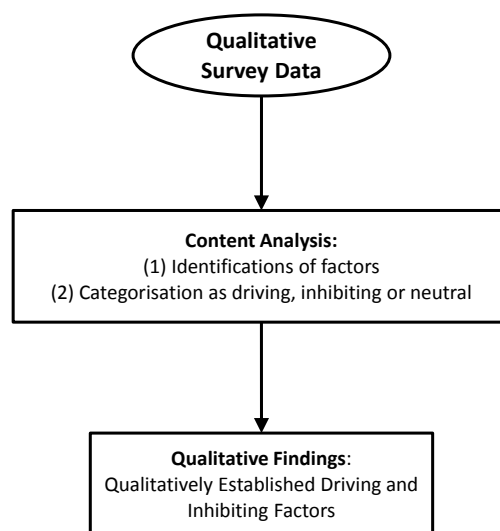 Qualitative
Survey Data
Content Analysis:
(1) Identifications of factors
(2) Categorisation as driving, inhibiting or neutral
Qualitative Findings:
Qualitatively Established Driving and
Inhibiting Factors